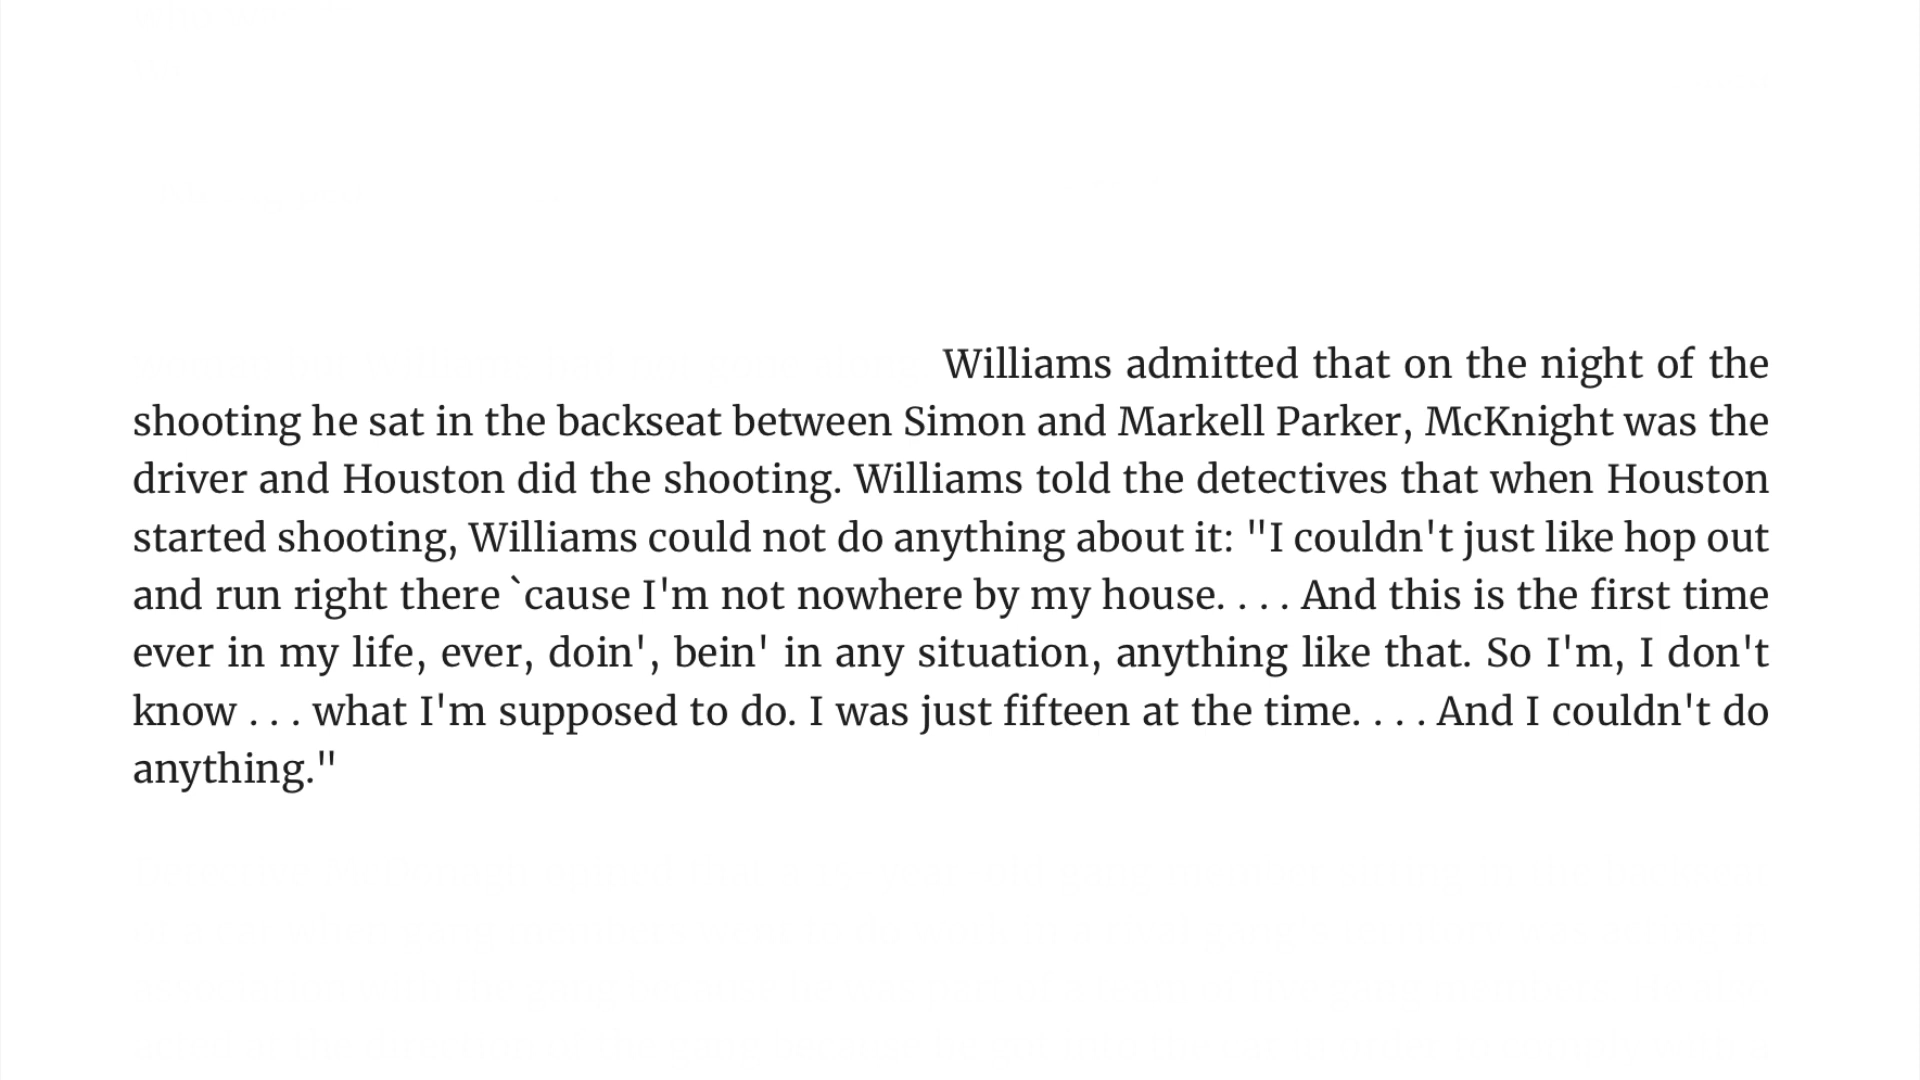 Williams admitted that on the night of the
shooting he sat in the backseat between Simon and Markell Parker, McKnight was the
driver and Houston did the shooting. Williams told the detectives that when Houston
started shooting, Williams could not do anything about it: "I couldn't just like hop out
and run right there `cause I'm not nowhere by my house. . . . And this is the first time
ever in my life, ever, doin', bein' in any situation, anything like that. So I'm, I don't
know . . . what I'm supposed to do. I was just fifteen at the time. . . . And I couldn't do
anything."